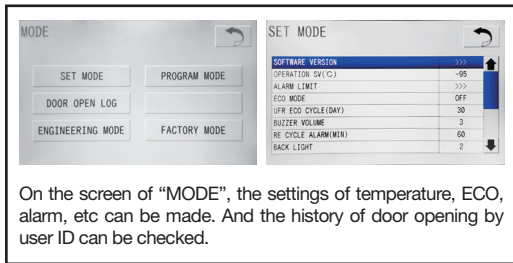 MODE
SET MODE
PROGRAM MODE
DOOR OPEN LOG
ENGINEERING MODE
FACTORY MODE
SET MODE
SOFTWARE VERSION >>>
OPERATION SV(℃) -95
ALARM LIMIT >>>
ECO MODE OFF
UFR ECO CYCLE(DAY) 30
BUZZER VOLUME 3
RE CYCLE ALARM(MIN) 60
BACK LIGHT 2
On the screen of “MODE”, the settings of temperature, ECO,
alarm, etc can be made. And the history of door opening by
user ID can be checked.